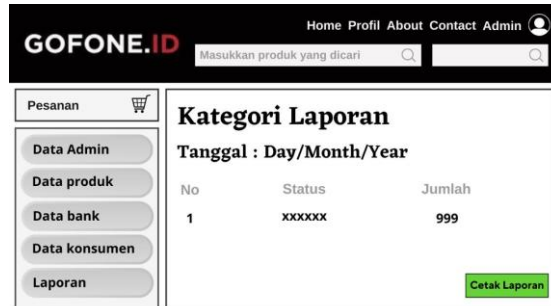 Home Profil About Contact Admin
GOFONE.ID
Masukkan produk yang dicari
Pesanan
Data Admin
Data produk
Data bank
Data konsumen
Laporan
Kategori Laporan
Tanggal : Day/Month/Year
No Status Jumlah
1 xxxxxx 999
Cetak Laporan